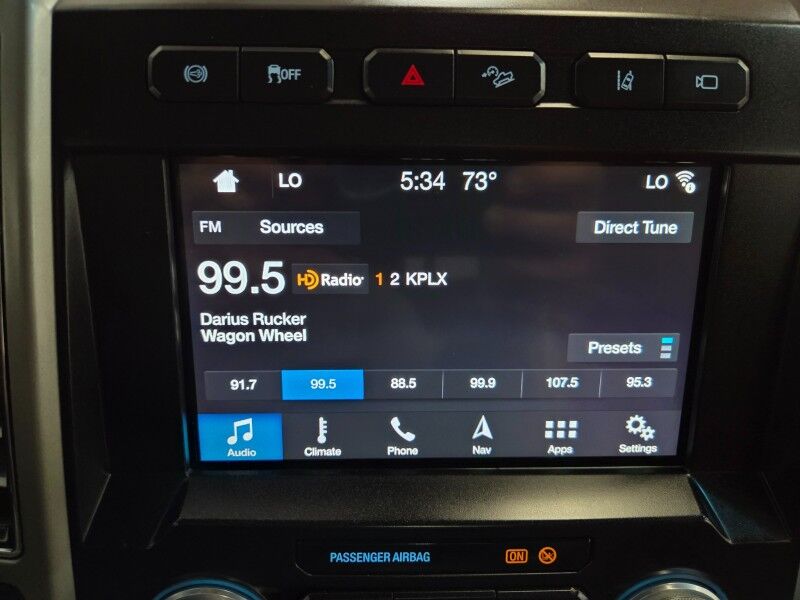 OFF
LO 5:34 73° LO
FM Sources Direct Tune
99.5 HD Radio 1 2 KPLX
Darius Rucker
Wagon Wheel
Presets
91.7 99.5 88.5 99.9 107.5 95.3
Audio Climate Phone Nav Apps Settings
PASSENGER AIRBAG ON